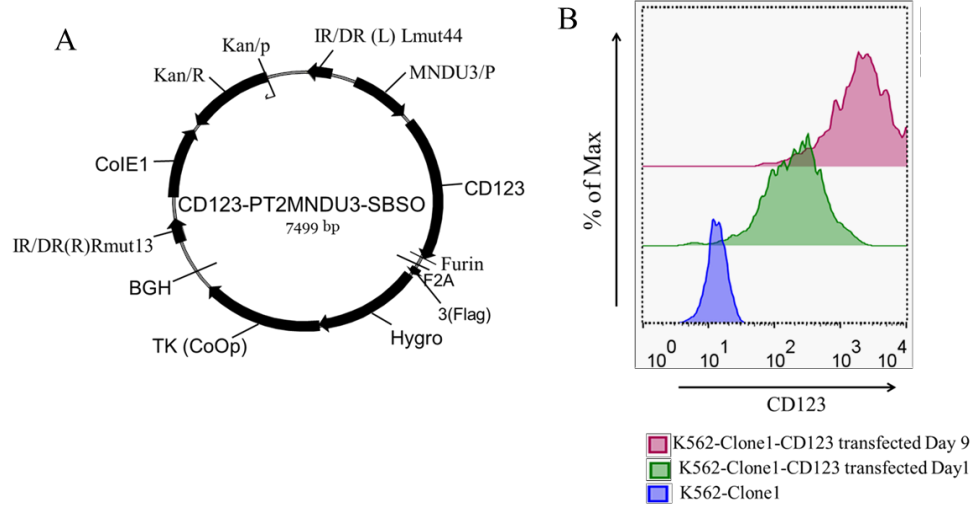 A
IR/DR (L) Lmut44
Kan/p
MNDU3/P
Kan/R
ColE1
CD123
CD123-PT2MNDU3-SBSO
7499 bp
IR/DR(R)Rmut13
Furin
F2A
BGH
3(Flag)
Hygro
TK (CoOp)
B
% of Max
10^0 10^1 10^2 10^3 10^4
CD123
K562-Clone1-CD123 transfected Day 9
K562-Clone1-CD123 transfected Day1
K562-Clone1